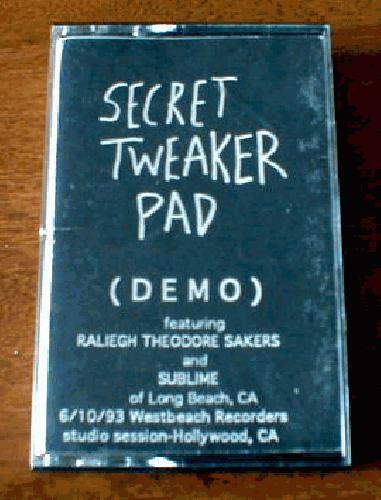 SECRET
TWEAKER
PAD
(DEMO)
featuring
RALIEGH THEODORE SAKERS
and
SUBLIME
of Long Beach, CA
6/10/93 Westbeach Recorders
studio session-Hollywood, CA